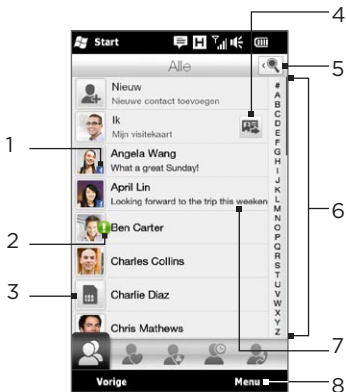 Start
H
Alle
Nieuw
Nieuwe contact toevoegen
Ik
Mijn visitekaart
Angela Wang
What a great Sunday!
April Lin
Looking forward to the trip this weeken
Ben Carter
Charles Collins
Charlie Diaz
Chris Mathews
#
A
B
C
D
E
F
G
H
I
J
K
L
M
N
O
P
Q
R
S
T
U
V
W
X
Y
Z
Vorige
Menu
1
2
3
4
5
6
7
8